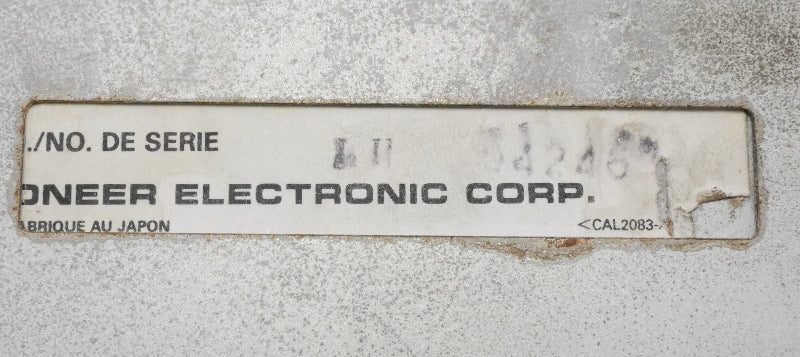 ./NO. DE SERIE
ONEER ELECTRONIC CORP.
ABRIQUE AU JAPON
<CAL2083-